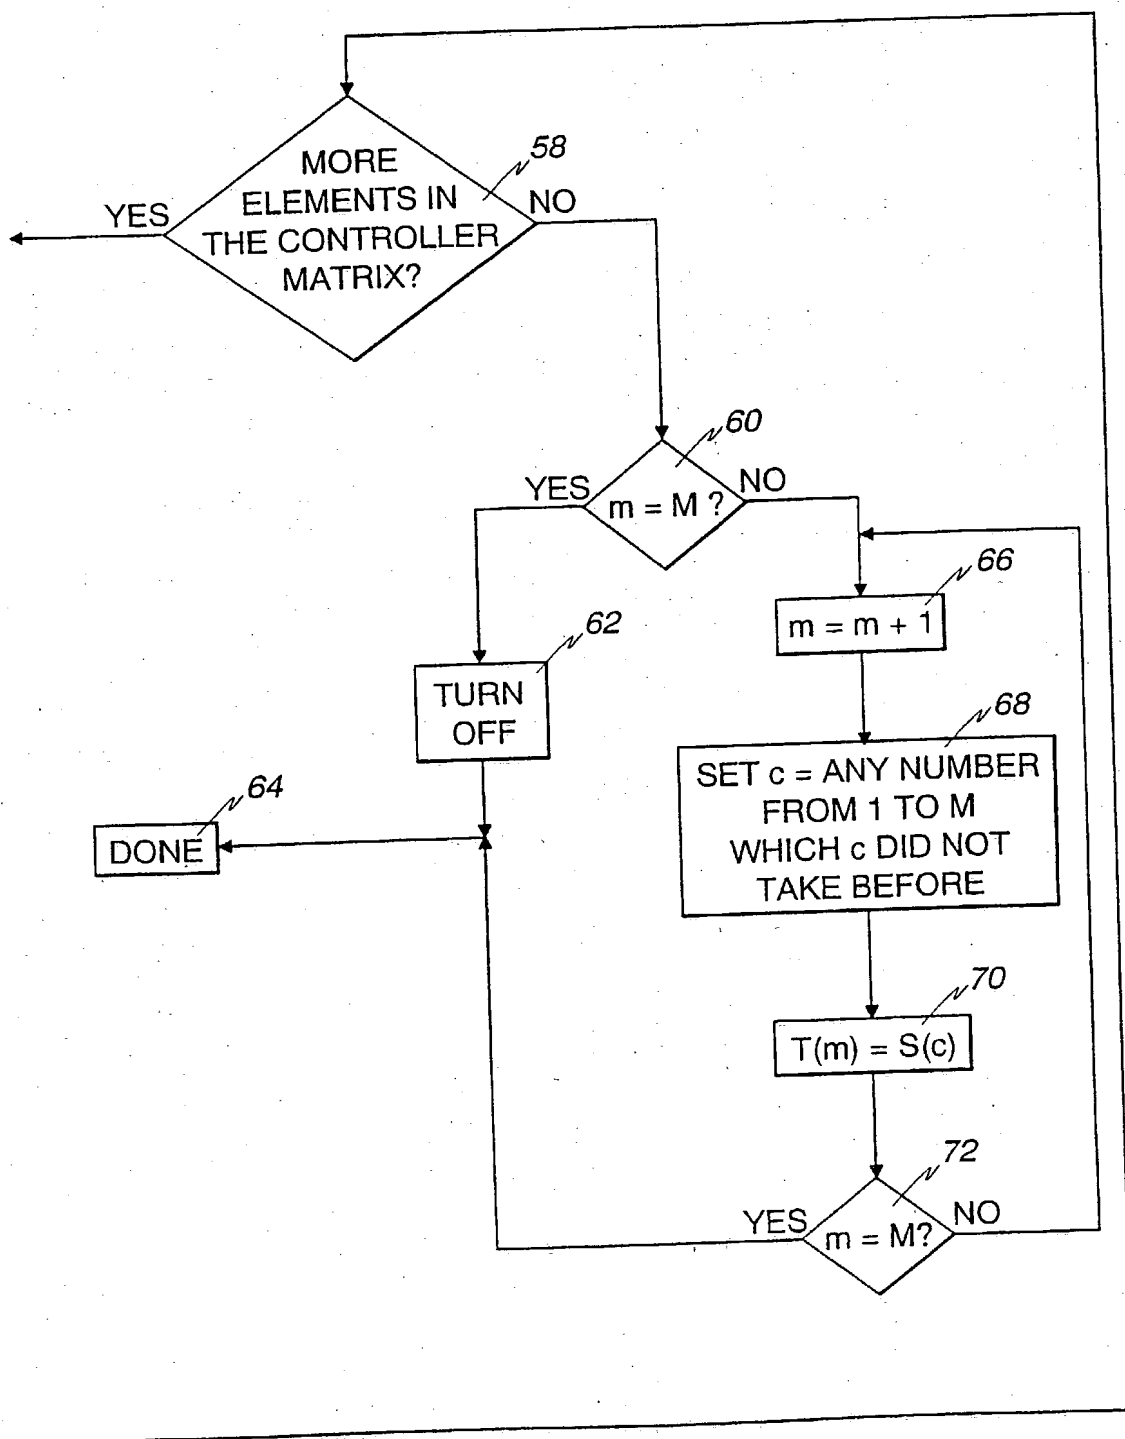 58
MORE
ELEMENTS IN
THE CONTROLLER
MATRIX?
YES
NO
60
m = M ?
YES
NO
66
m = m + 1
62
TURN
OFF
68
SET c = ANY NUMBER
FROM 1 TO M
WHICH c DID NOT
TAKE BEFORE
64
DONE
70
T(m) = S(c)
72
YES
NO
m = M?